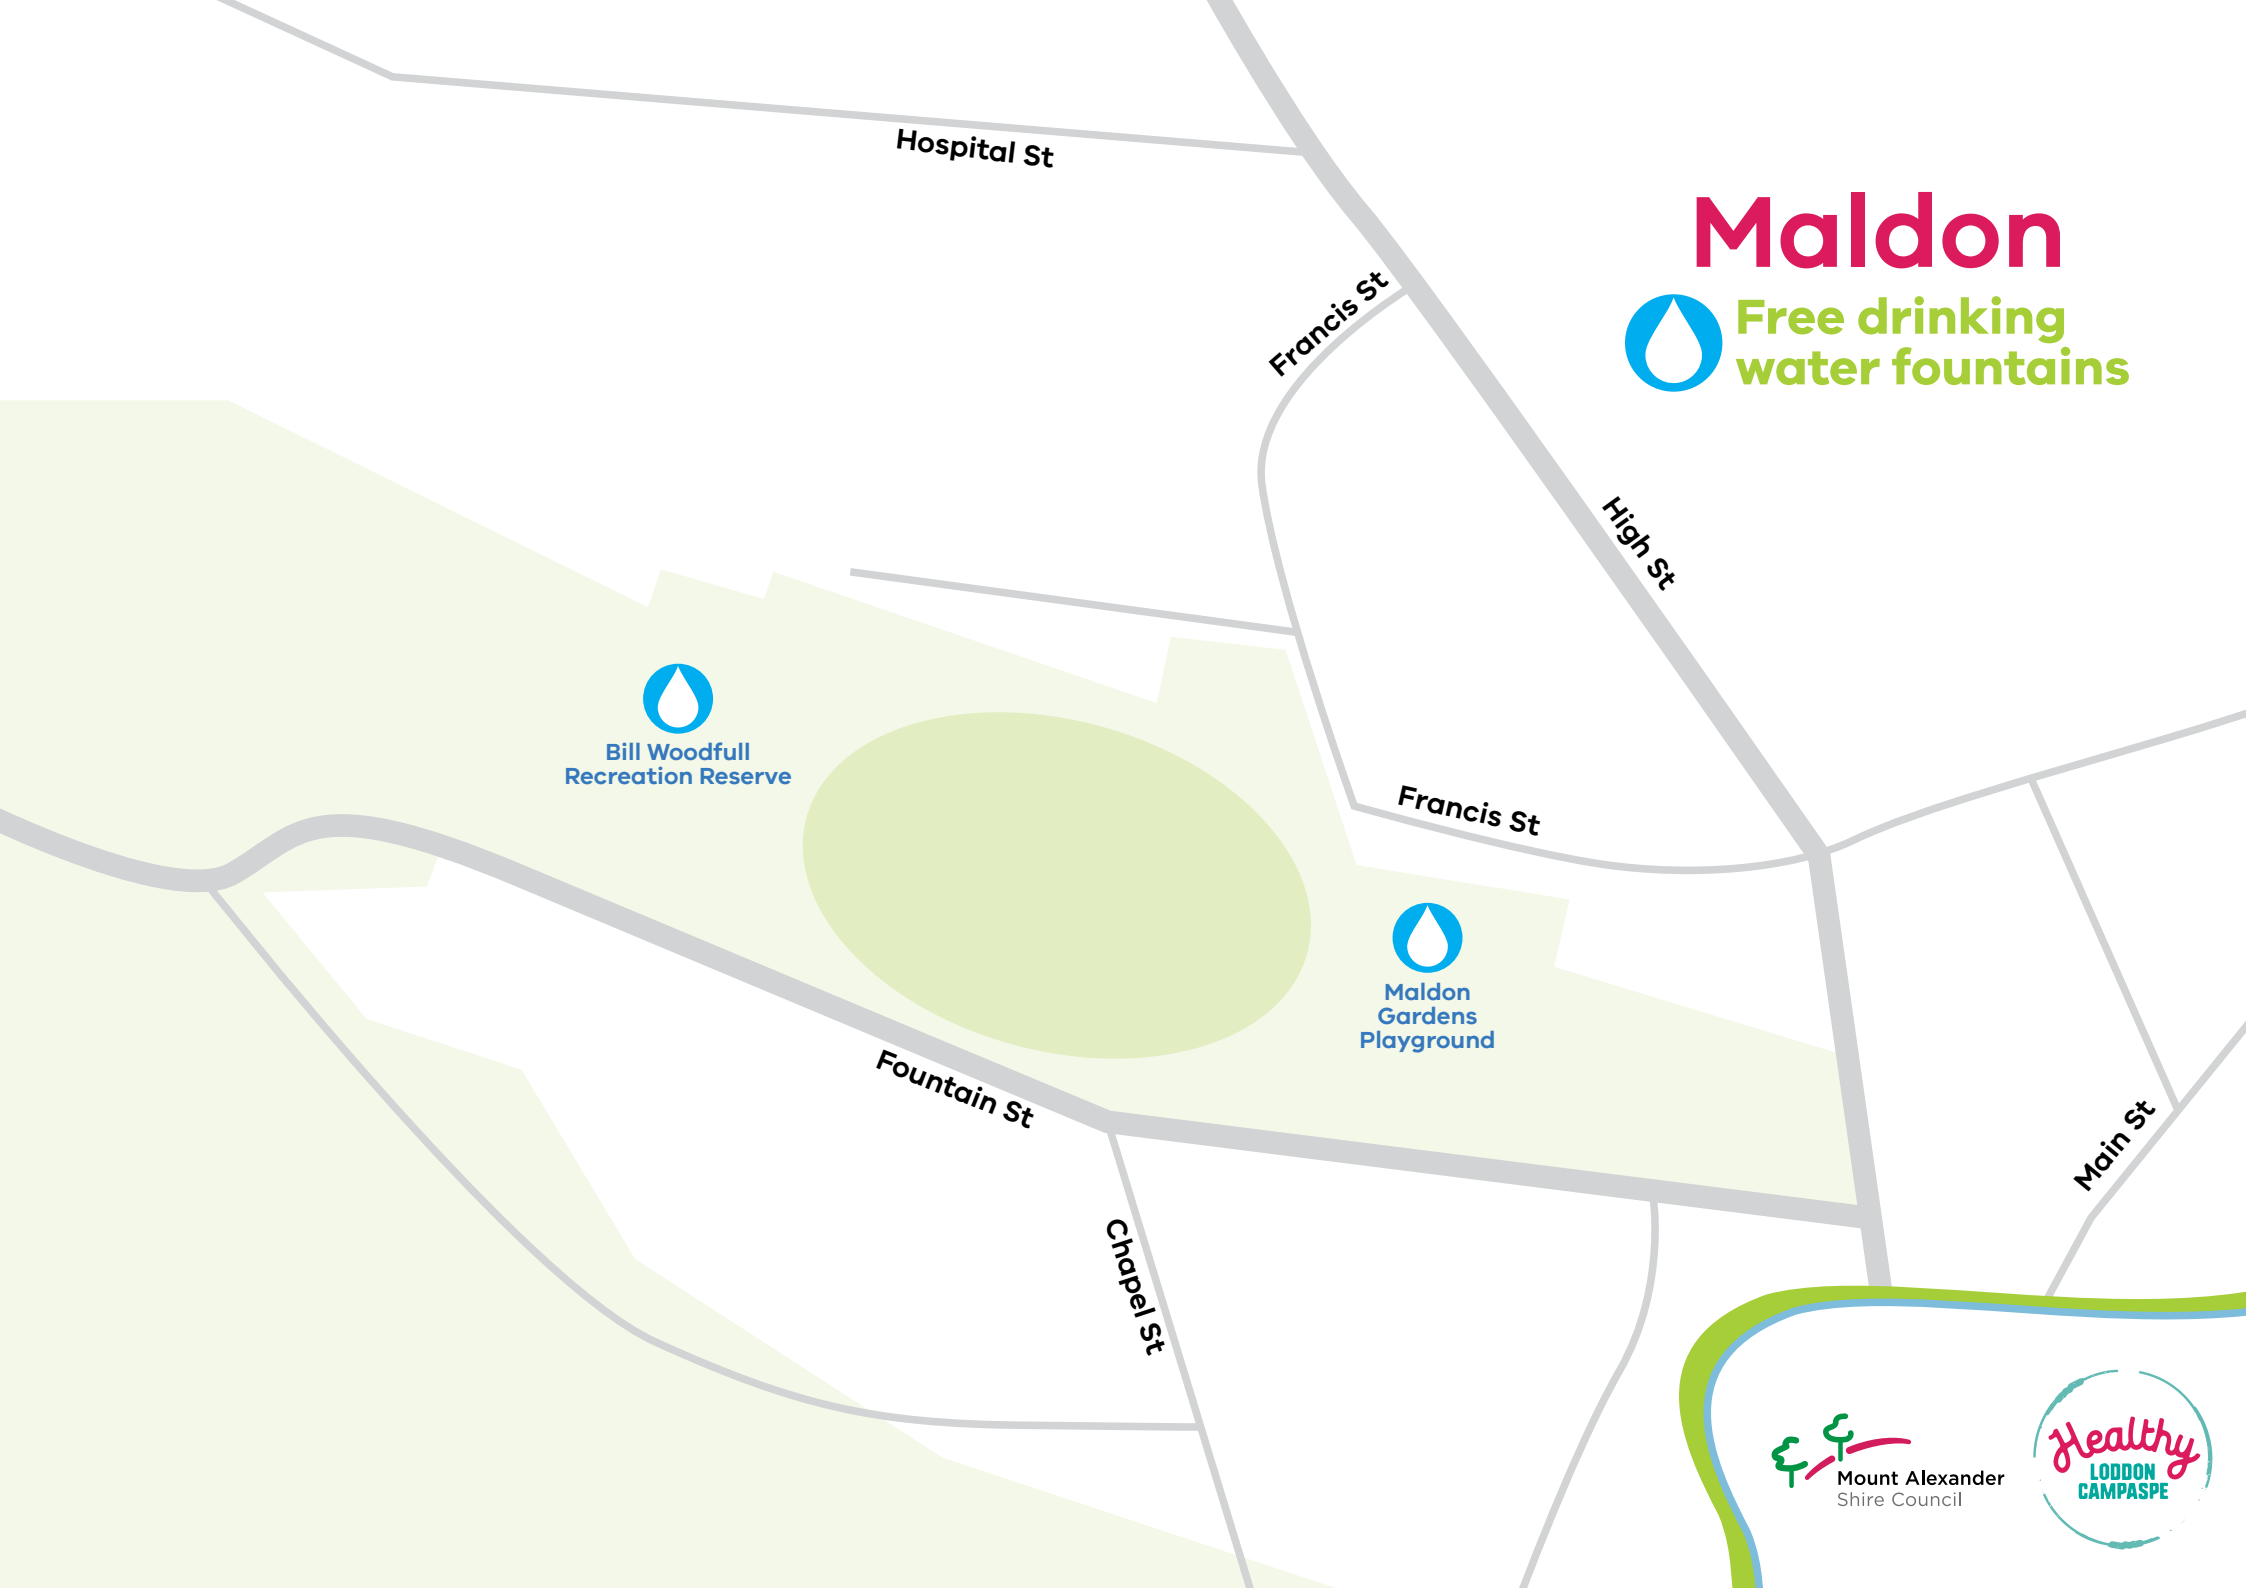 Hospital St
Maldon
Francis St
Free drinking
water fountains
High St
Bill Woodfull
Recreation Reserve
Francis St
Maldon
Gardens
Playground
Fountain St
Main St
Chapel St
Healthy
LODDON
CAMPASPE
Mount Alexander
Shire Council